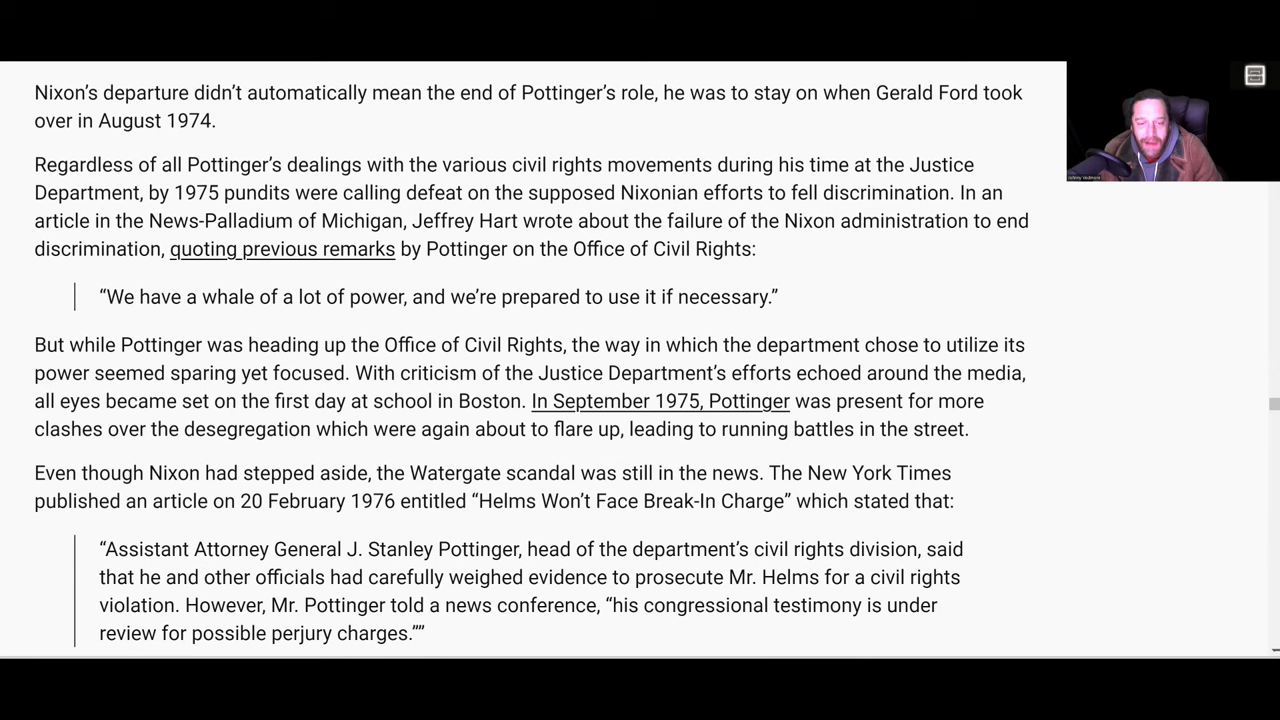 Nixon’s departure didn’t automatically mean the end of Pottinger’s role, he was to stay on when Gerald Ford took
over in August 1974.
Regardless of all Pottinger’s dealings with the various civil rights movements during his time at the Justice
Department, by 1975 pundits were calling defeat on the supposed Nixonian efforts to fell discrimination. In an
article in the News-Palladium of Michigan, Jeffrey Hart wrote about the failure of the Nixon administration to end
discrimination, quoting previous remarks by Pottinger on the Office of Civil Rights:
“We have a whale of a lot of power, and we’re prepared to use it if necessary.”
But while Pottinger was heading up the Office of Civil Rights, the way in which the department chose to utilize its
power seemed sparing yet focused. With criticism of the Justice Department’s efforts echoed around the media,
all eyes became set on the first day at school in Boston. In September 1975, Pottinger was present for more
clashes over the desegregation which were again about to flare up, leading to running battles in the street.
Even though Nixon had stepped aside, the Watergate scandal was still in the news. The New York Times
published an article on 20 February 1976 entitled “Helms Won’t Face Break-In Charge” which stated that:
“Assistant Attorney General J. Stanley Pottinger, head of the department’s civil rights division, said
that he and other officials had carefully weighed evidence to prosecute Mr. Helms for a civil rights
violation. However, Mr. Pottinger told a news conference, “his congressional testimony is under
review for possible perjury charges.””
Johnny Vedmore